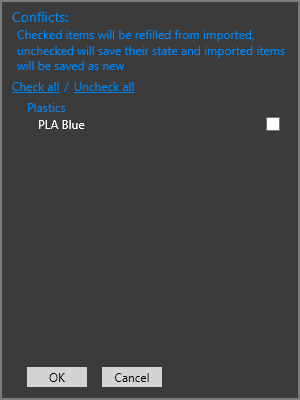 Conflicts:
Checked items will be refilled from imported,
unchecked will save their state and imported items
will be saved as new
Check all / Uncheck all
Plastics
PLA Blue
OK Cancel